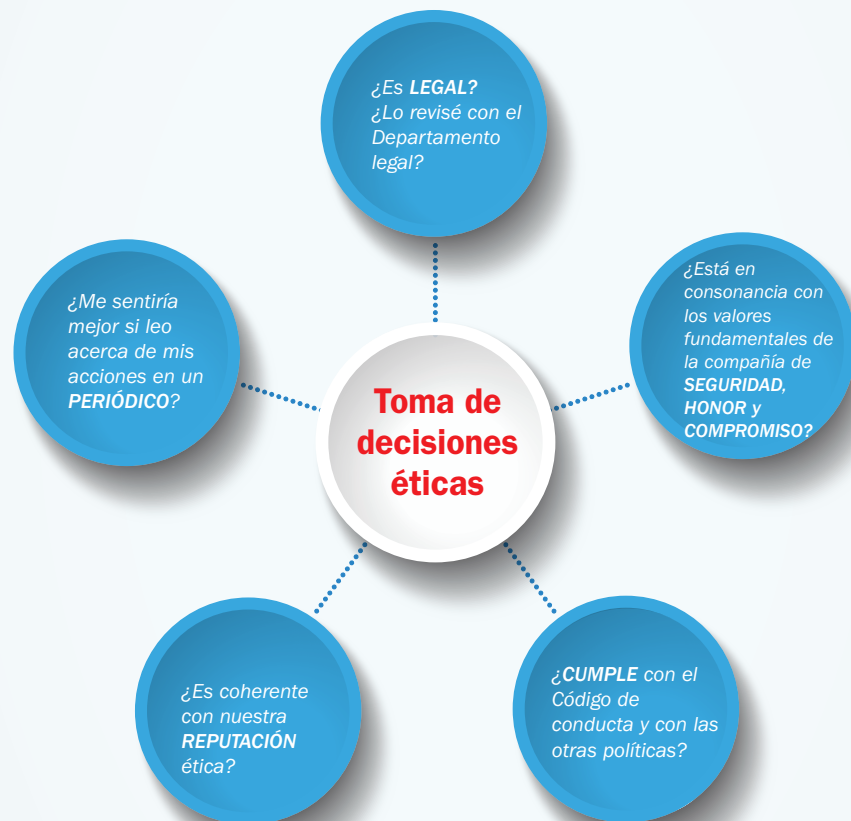 ¿Es LEGAL?
¿Lo revisé con el
Departamento
legal?
¿Me sentiría
mejor si leo
acerca de mis
acciones en un
PERIÓDICO?
¿Está en
consonancia con
los valores
fundamentales de
la compañía de
SEGURIDAD,
HONOR y
COMPROMISO?
Toma de
decisiones
éticas
¿Es coherente
con nuestra
REPUTACIÓN
ética?
¿CUMPLE con el
Código de
conducta y con las
otras políticas?